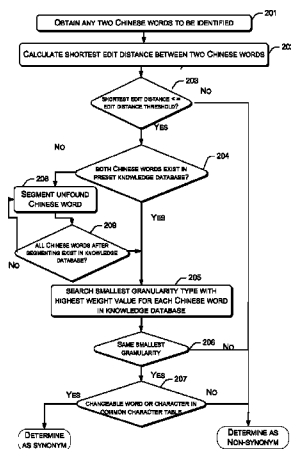 201
OBTAIN ANY TWO CHINESE WORDS TO BE IDENTIFIED
202
CALCULATE SHORTEST EDIT DISTANCE BETWEEN TWO CHINESE WORDS
203
SHORTEST EDIT DISTANCE <=
EDIT DISTANCE THRESHOLD?
NO
YES
NO
204
BOTH CHINESE WORDS EXIST IN
PRESET KNOWLEDGE DATABASE?
208
SEGMENT UNFOUND
CHINESE WORD
YES
209
ALL CHINESE WORDS AFTER
SEGMENTING EXIST IN KNOWLEDGE
DATABASE?
NO
205
SEARCH SMALLEST GRANULARITY TYPE WITH
HIGHEST WEIGHT VALUE FOR EACH CHINESE WORD
IN KNOWLEDGE DATABASE
206
SAME SMALLEST
GRANULARITY
NO
YES
207
YES
CHANGEABLE WORD OR CHARACTER IN
COMMON CHARACTER TABLE
NO
DETERMINE
AS SYNONYM
DETERMINE AS
NON-SYNONYM